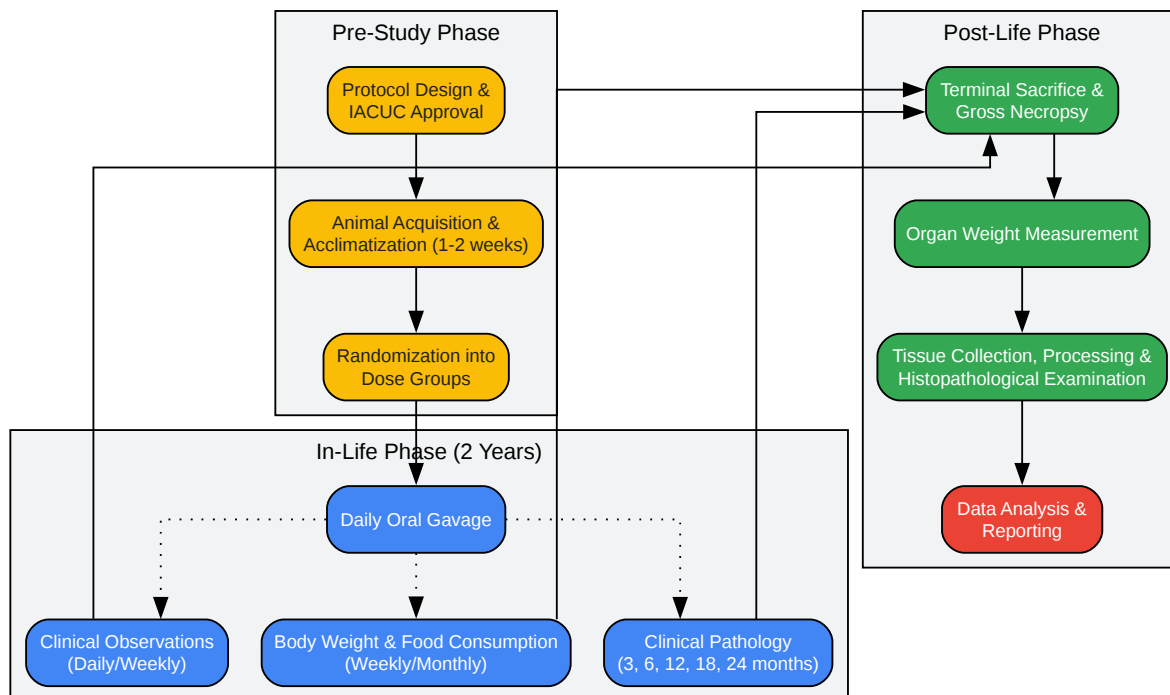 Pre-Study Phase
Protocol Design &
IACUC Approval
Animal Acquisition &
Acclimatization (1-2 weeks)
Randomization into
Dose Groups
In-Life Phase (2 Years)
Daily Oral Gavage
Clinical Observations
(Daily/Weekly)
Body Weight & Food Consumption
(Weekly/Monthly)
Clinical Pathology
(3, 6, 12, 18, 24 months)
Post-Life Phase
Terminal Sacrifice &
Gross Necropsy
Organ Weight Measurement
Tissue Collection, Processing &
Histopathological Examination
Data Analysis &
Reporting